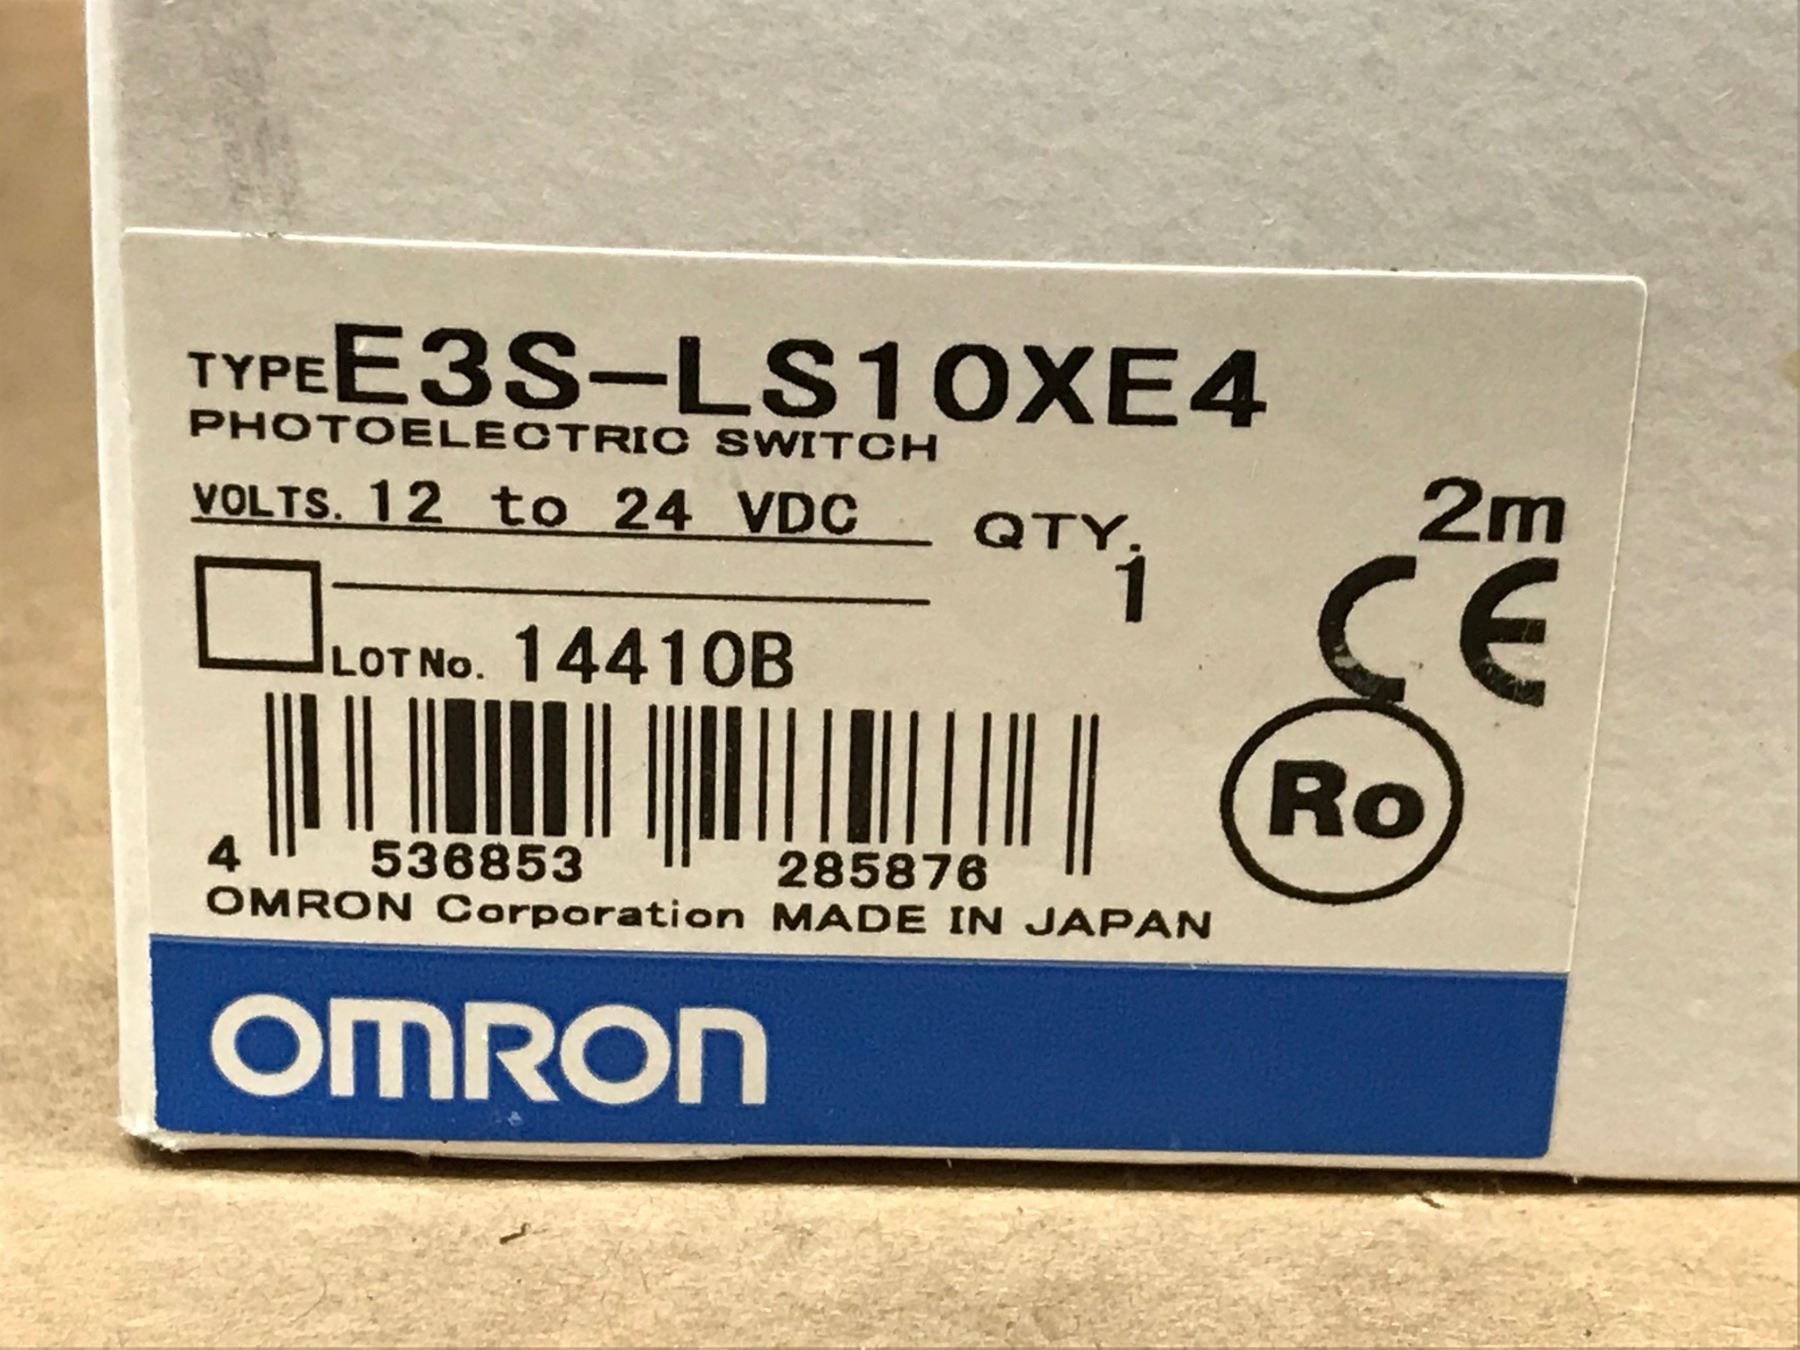 TYPE E3S-LS10XE4
PHOTOELECTRIC SWITCH
VOLTS. 12 to 24 VDC
QTY. 1
2m
CE
LOT No. 14410B
Ro
4 536853 285876
OMRON Corporation MADE IN JAPAN
OMRON